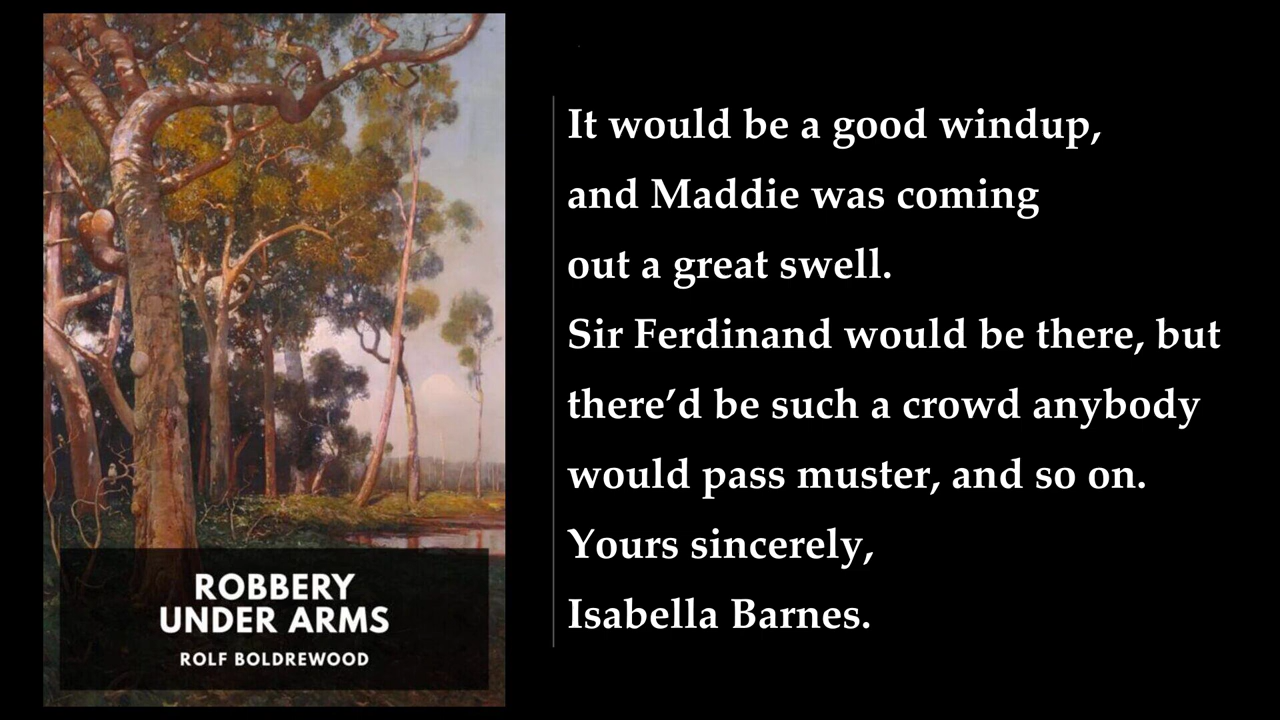 It would be a good windup,
and Maddie was coming
out a great swell.
Sir Ferdinand would be there, but
there’d be such a crowd anybody
would pass muster, and so on.
Yours sincerely,
Isabella Barnes.
ROBBERY
UNDER ARMS
ROLF BOLDREWOOD